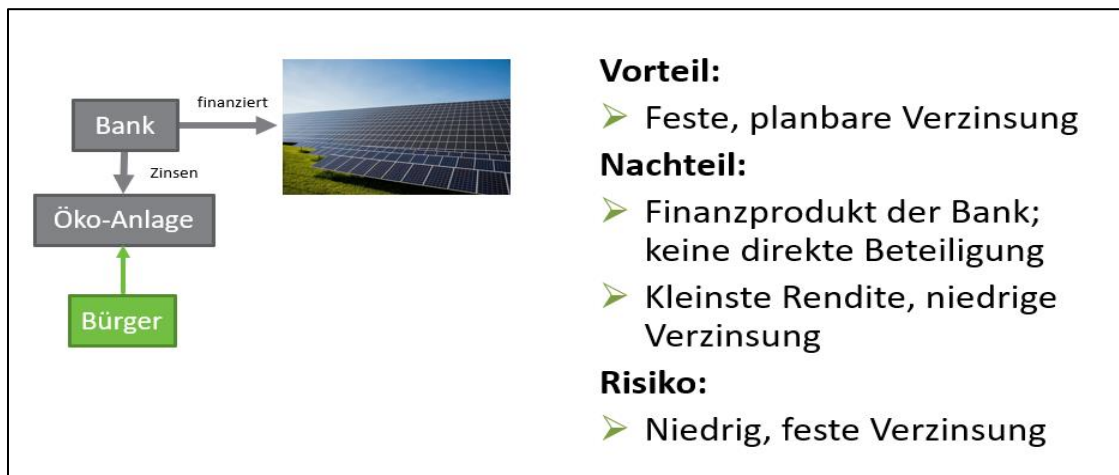 finanziert
Bank
Zinsen
Öko-Anlage
Bürger
Vorteil:
Feste, planbare Verzinsung
Nachteil:
Finanzprodukt der Bank;
keine direkte Beteiligung
Kleinste Rendite, niedrige
Verzinsung
Risiko:
Niedrig, feste Verzinsung